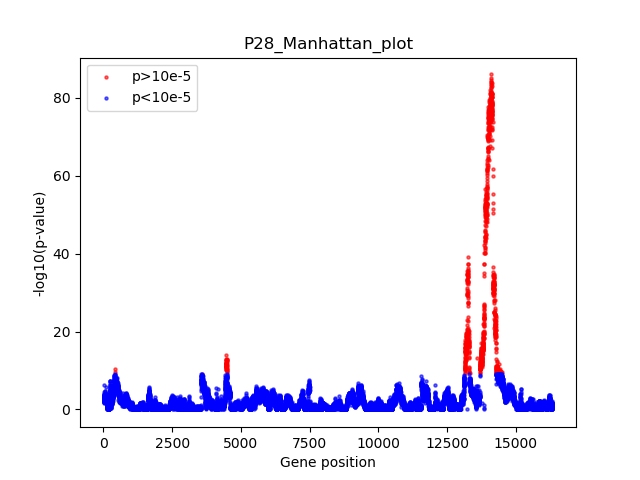 P28_Manhattan_plot
p>10e-5
p<10e-5
80
60
40
20
0
-log10(p-value)
0 2500 5000 7500 10000 12500 15000
Gene position